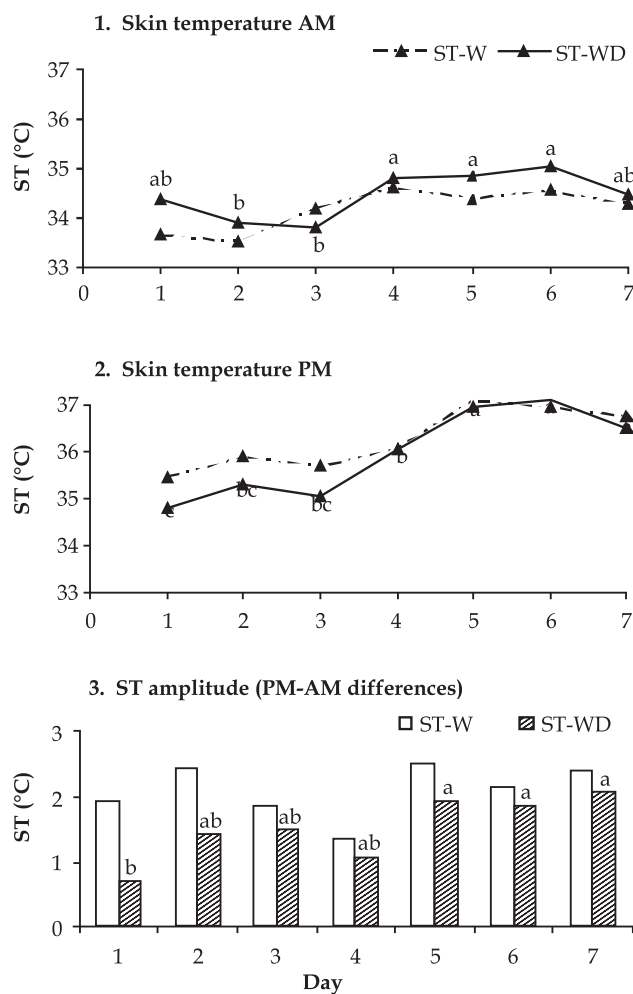 1. Skin temperature AM
ST-W ST-WD
37
36
35
34
33
ST (°C)
ab b b a a a ab
0 1 2 3 4 5 6 7
2. Skin temperature PM
37
36
35
34
33
ST (°C)
c bc bc b a
0 1 2 3 4 5 6 7
3. ST amplitude (PM-AM differences)
ST-W ST-WD
3
2
1
0
ST (°C)
b ab ab ab a a a
1 2 3 4 5 6 7
Day